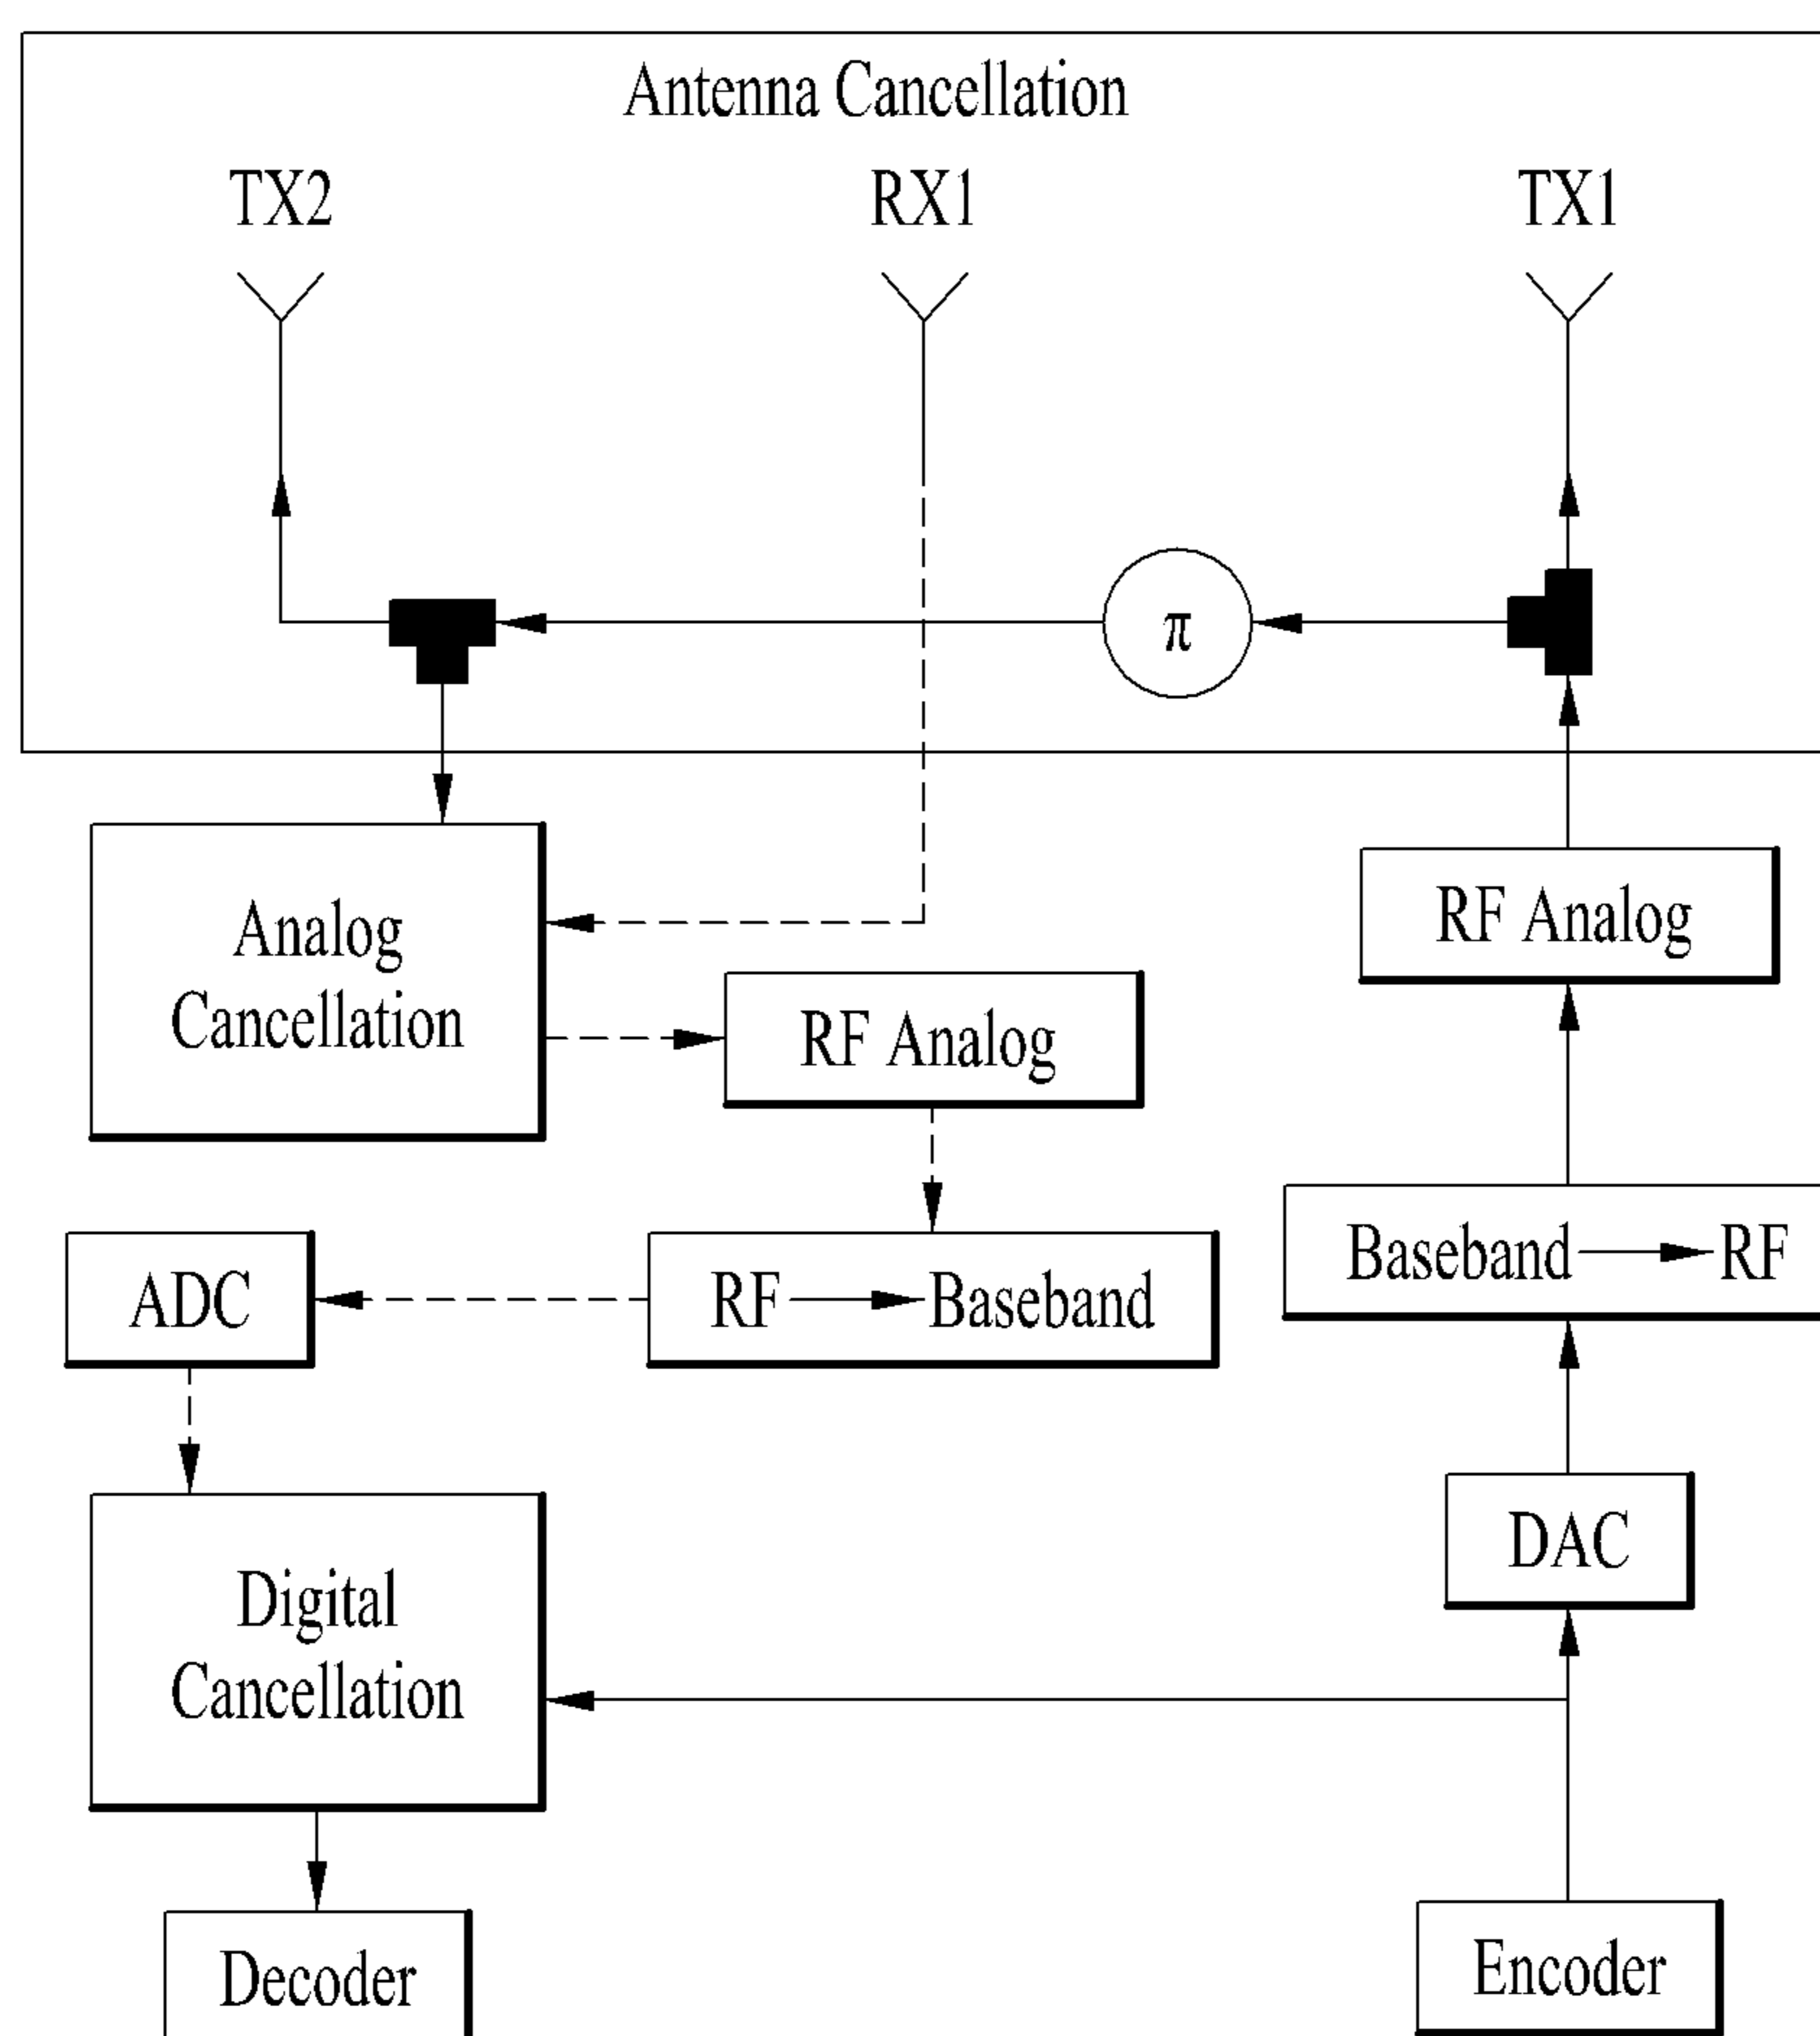 Antenna Cancellation
TX2
RX1
TX1
π
Analog
Cancellation
RF Analog
RF Analog
Baseband → RF
ADC
RF → Baseband
DAC
Digital
Cancellation
Decoder
Encoder